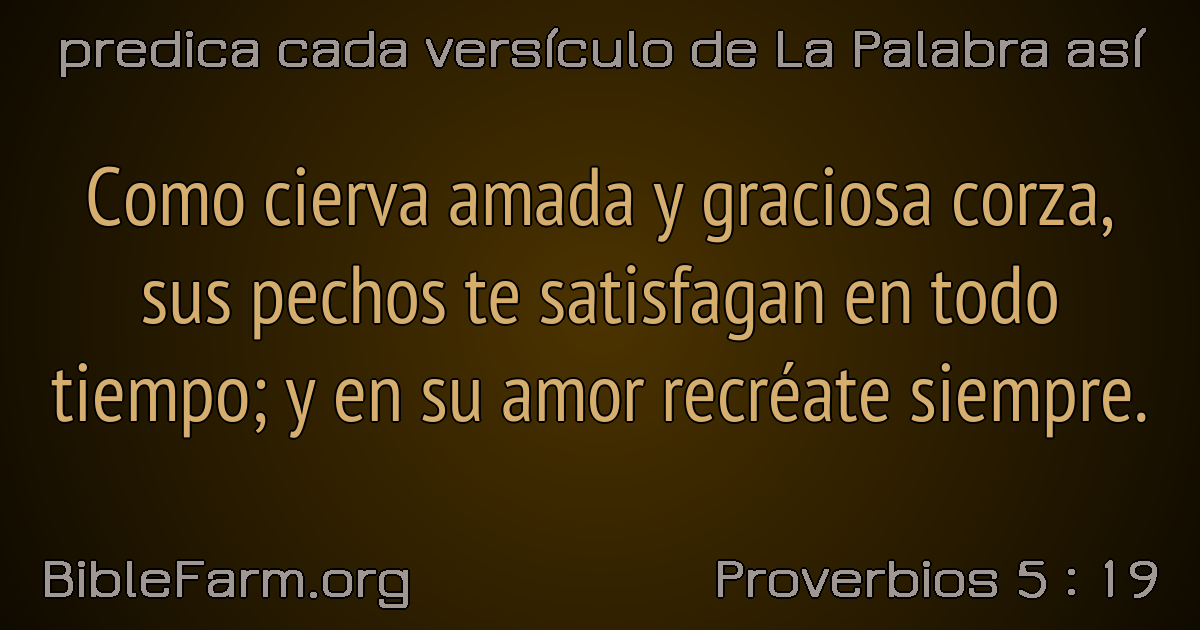 predica cada versículo de La Palabra así
Como cierva amada y graciosa corza,
sus pechos te satisfagan en todo
tiempo; y en su amor recréate siempre.
BibleFarm.org
Proverbios 5 : 19